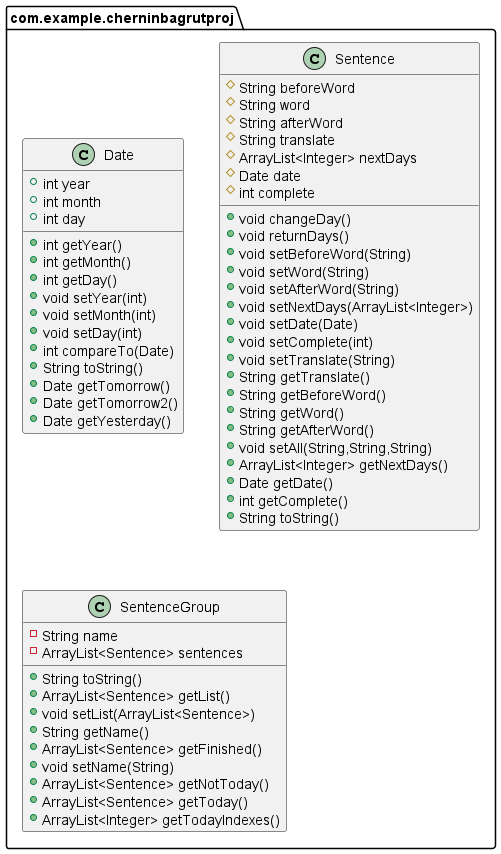 com.example.cherninbagrutproj
C Date
int year
int month
int day
int getYear()
int getMonth()
int getDay()
void setYear(int)
void setMonth(int)
void setDay(int)
int compareTo(Date)
String toString()
Date getTomorrow()
Date getTomorrow2()
Date getYesterday()
C Sentence
String beforeWord
String word
String afterWord
String translate
ArrayList<Integer> nextDays
Date date
int complete
void changeDay()
void returnDays()
void setBeforeWord(String)
void setWord(String)
void setAfterWord(String)
void setNextDays(ArrayList<Integer>)
void setDate(Date)
void setComplete(int)
void setTranslate(String)
String getTranslate()
String getBeforeWord()
String getWord()
String getAfterWord()
void setAll(String,String,String)
ArrayList<Integer> getNextDays()
Date getDate()
int getComplete()
String toString()
C SentenceGroup
String name
ArrayList<Sentence> sentences
String toString()
ArrayList<Sentence> getList()
void setList(ArrayList<Sentence>)
String getName()
ArrayList<Sentence> getFinished()
void setName(String)
ArrayList<Sentence> getNotToday()
ArrayList<Sentence> getToday()
ArrayList<Integer> getTodayIndexes()